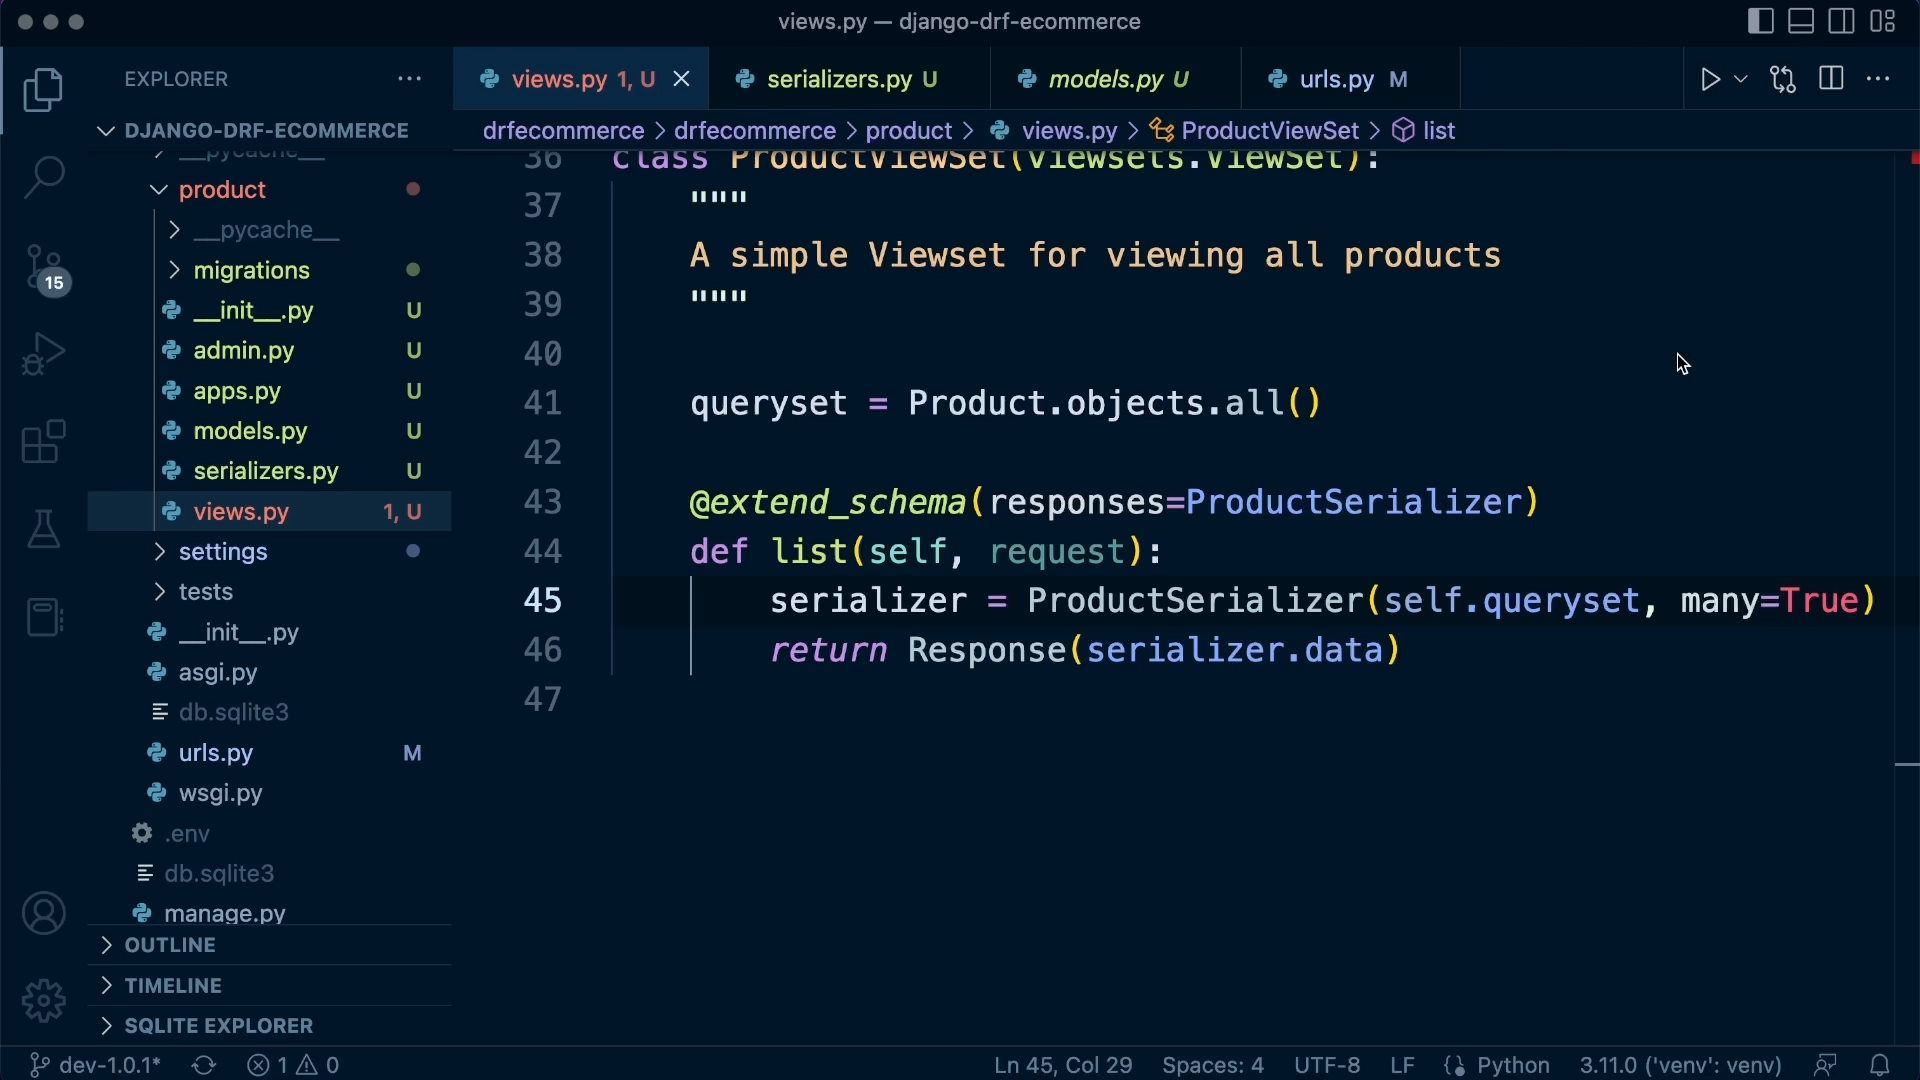 views.py — django-drf-ecommerce
EXPLORER
views.py 1, U
serializers.py U
models.py U
urls.py M
DJANGO-DRF-ECOMMERCE
drfecommerce > drfecommerce > product > views.py > ProductViewSet > list
__pycache__
product
__pycache__
migrations
__init__.py U
admin.py U
apps.py U
models.py U
serializers.py U
views.py 1, U
settings
tests
__init__.py
asgi.py
db.sqlite3
urls.py M
wsgi.py
.env
db.sqlite3
manage.py
OUTLINE
TIMELINE
SQLITE EXPLORER
15
36 class ProductViewSet(viewsets.ViewSet):
37 """
38 A simple Viewset for viewing all products
39 """
40
41 queryset = Product.objects.all()
42
43 @extend_schema(responses=ProductSerializer)
44 def list(self, request):
45 serializer = ProductSerializer(self.queryset, many=True)
46 return Response(serializer.data)
47
dev-1.0.1* 1 0 Ln 45, Col 29 Spaces: 4 UTF-8 LF Python 3.11.0 ('venv': venv)